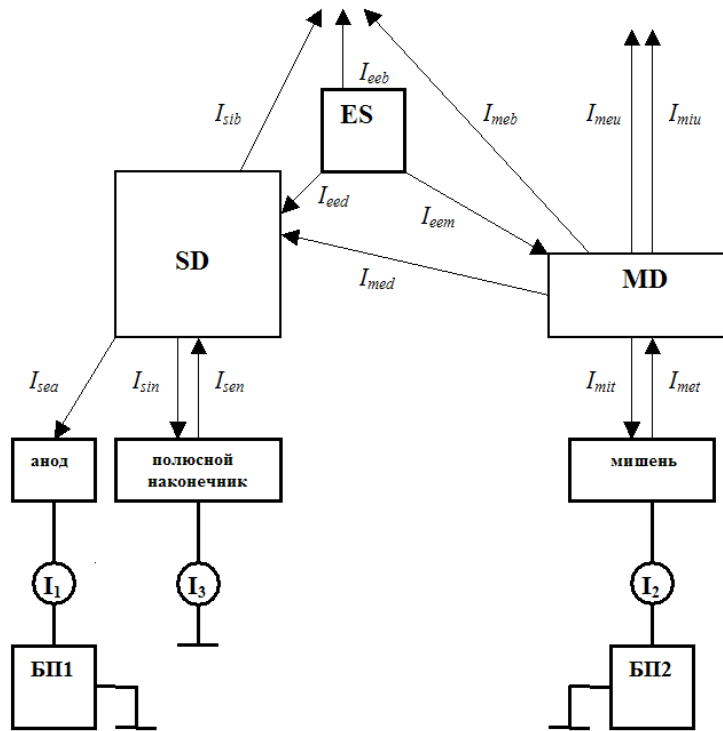 I_eeb
ES
I_sib
I_meb
I_meu
I_miu
I_eed
I_eem
SD
MD
I_med
I_sea
I_sin
I_sen
I_mit
I_met
анод
полюсной
наконечник
мишень
I₁
I₃
I₂
БП1
БП2